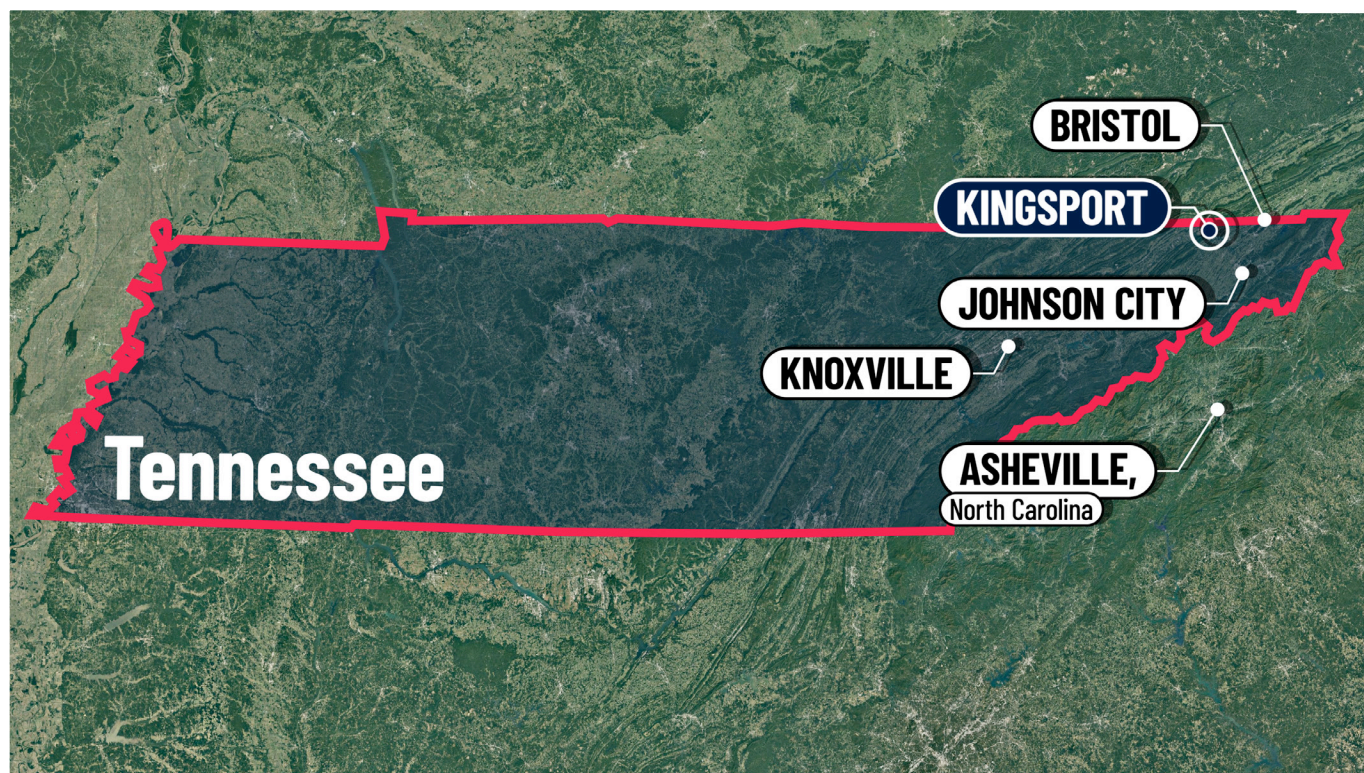 BRISTOL
KINGSPORT
JOHNSON CITY
KNOXVILLE
Tennessee
ASHEVILLE,
North Carolina